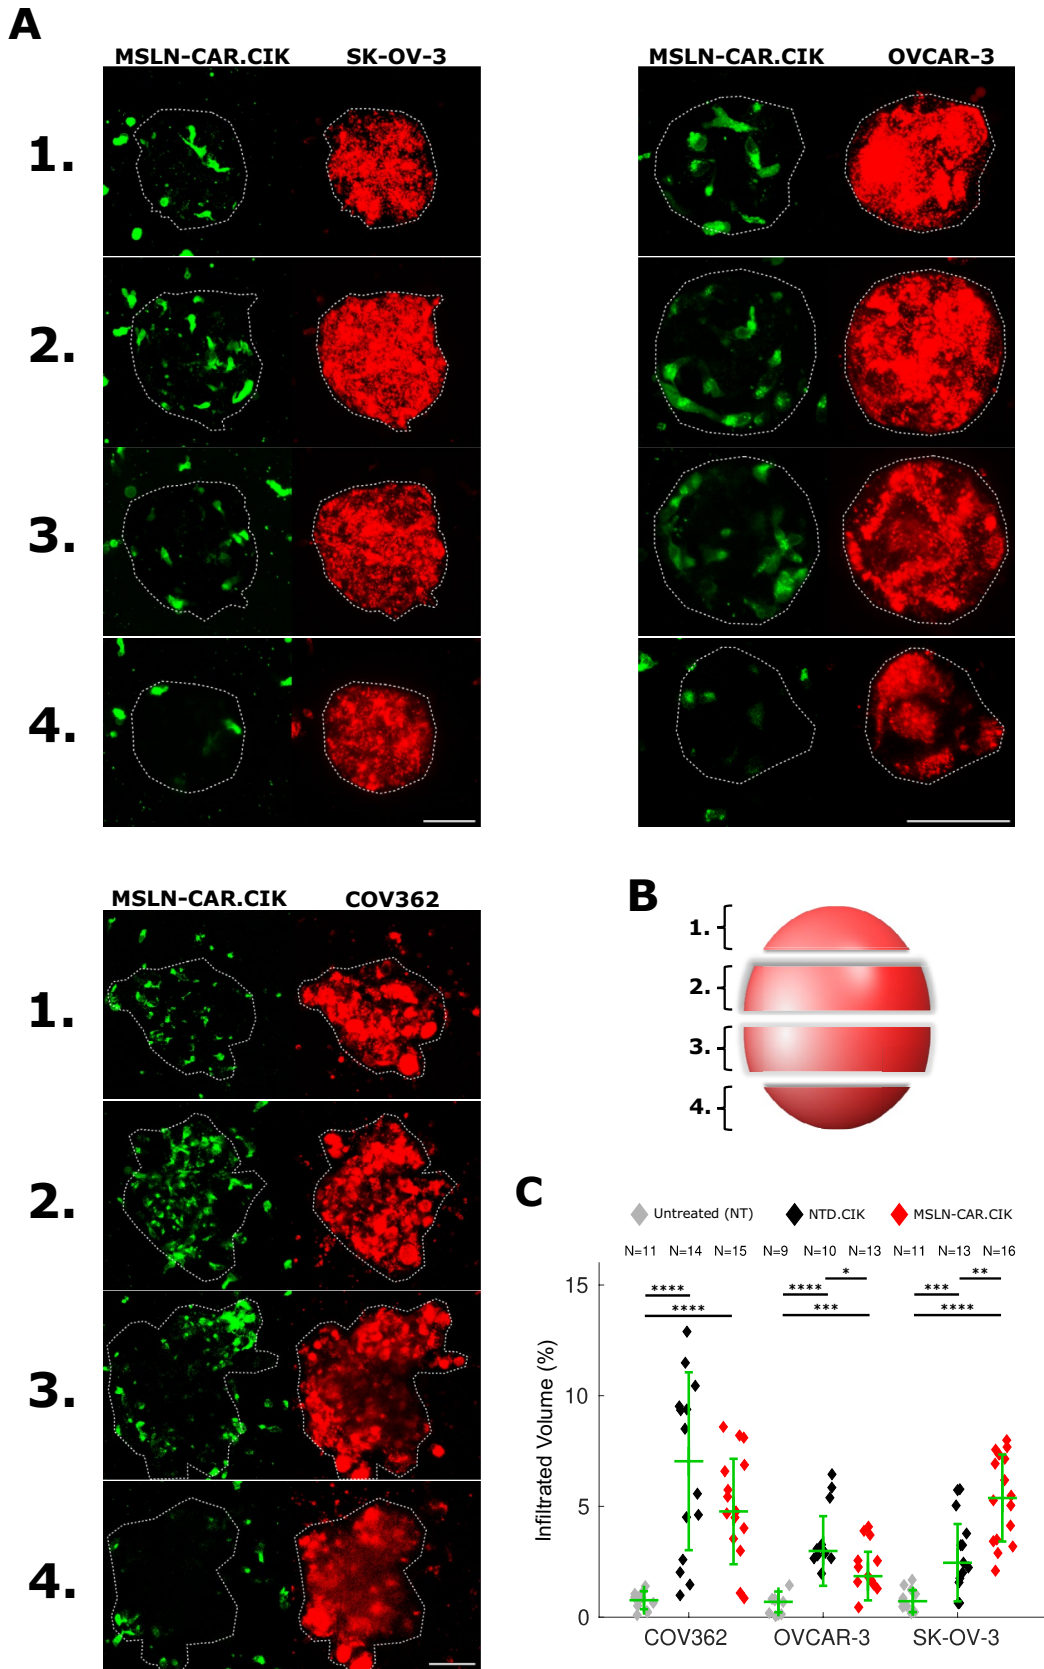 A
MSLN-CAR.CIK SK-OV-3
1.
2.
3.
4.
MSLN-CAR.CIK OVCAR-3
MSLN-CAR.CIK COV362
1.
2.
3.
4.
B
1.
2.
3.
4.
C
Untreated (NT) NTD.CIK MSLN-CAR.CIK
N=11 N=14 N=15 N=9 N=10 N=13 N=11 N=13 N=16
* **
**** **** ***
**** *** ****
Infiltrated Volume (%)
15
10
5
0
COV362 OVCAR-3 SK-OV-3